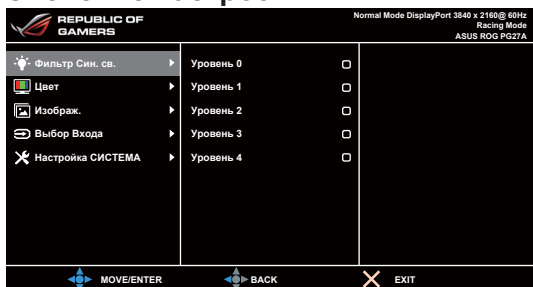 REPUBLIC OF
GAMERS
Normal Mode DisplayPort 3840 x 2160@ 60Hz
Racing Mode
ASUS ROG PG27A
Фильтр Син. св.
Уровень 0
Цвет
Уровень 1
Изображ.
Уровень 2
Выбор Входа
Уровень 3
Настройка СИСТЕМА
Уровень 4
MOVE/ENTER
BACK
EXIT